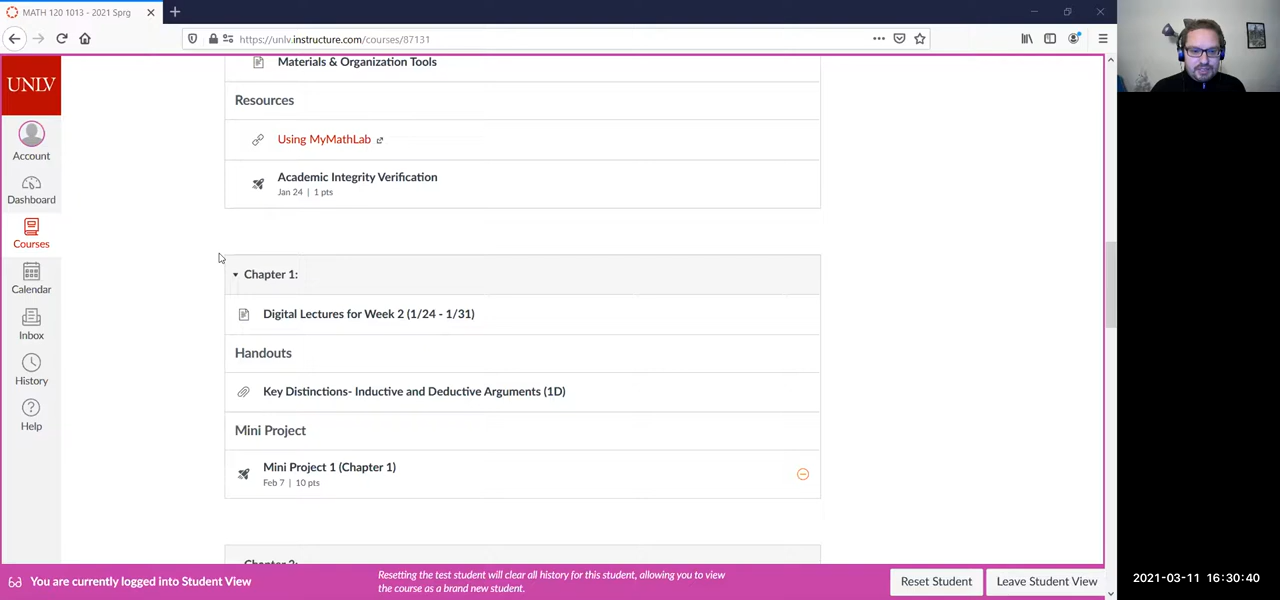 MATH 120 1013 - 2021 Sprg
https://unlv.instructure.com/courses/87131
UNLV
Account
Dashboard
Courses
Calendar
Inbox
History
Help
Materials & Organization Tools
Resources
Using MyMathLab
Academic Integrity Verification
Jan 24 | 1 pts
Chapter 1:
Digital Lectures for Week 2 (1/24 - 1/31)
Handouts
Key Distinctions- Inductive and Deductive Arguments (1D)
Mini Project
Mini Project 1 (Chapter 1)
Feb 7 | 10 pts
You are currently logged into Student View
Resetting the test student will clear all history for this student, allowing you to view
the course as a brand new student.
Reset Student
Leave Student View
2021-03-11 16:30:40